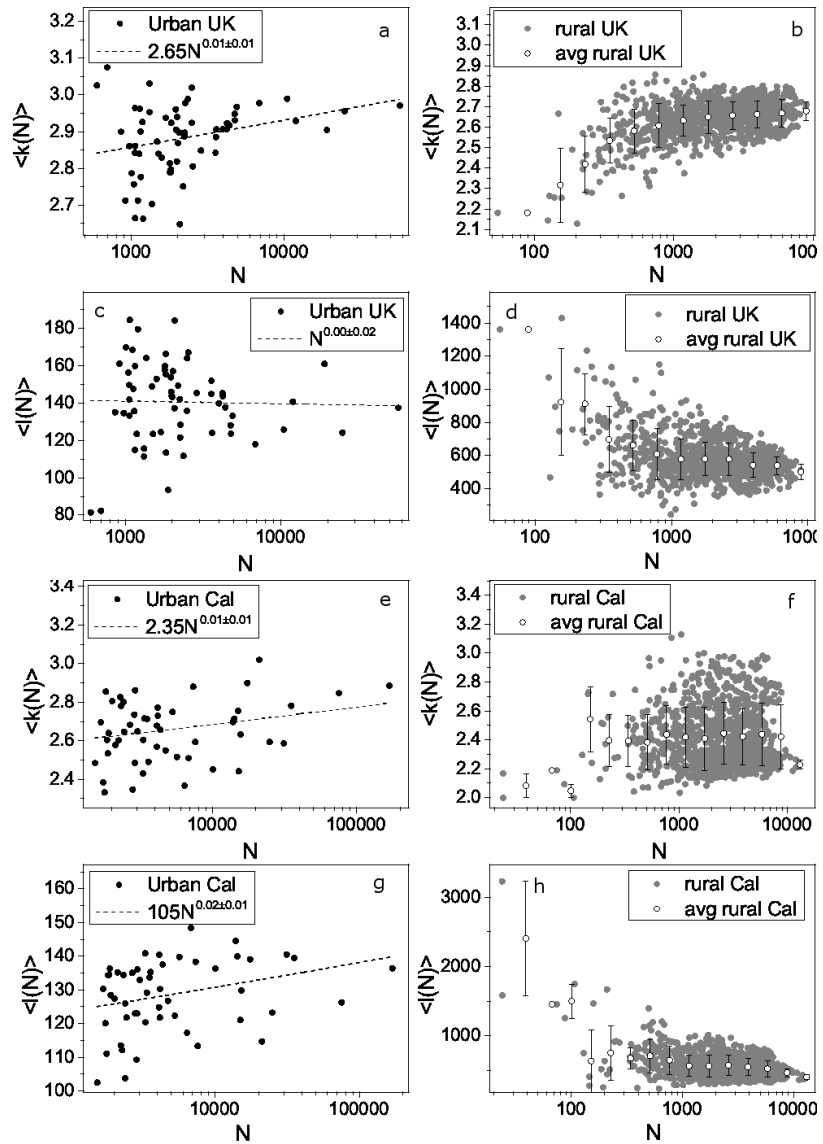 a
Urban UK
2.65N^0.01±0.01
3.2
3.1
3.0
2.9
2.8
2.7
<k(N)>
1000
10000
N
b
rural UK
avg rural UK
3.1
3.0
2.9
2.8
2.7
2.6
2.5
2.4
2.3
2.2
2.1
<k(N)>
100
1000
N
c
Urban UK
N^0.00±0.02
180
160
140
120
100
80
<l(N)>
1000
10000
N
d
rural UK
avg rural UK
1400
1200
1000
800
600
400
<l(N)>
100
1000
N
e
Urban Cal
2.35N^0.01±0.01
3.4
3.2
3.0
2.8
2.6
2.4
<k(N)>
10000
100000
N
f
rural Cal
avg rural Cal
3.4
3.2
3.0
2.8
2.6
2.4
2.2
2.0
<k(N)>
100
1000
10000
N
g
Urban Cal
105N^0.02±0.01
160
150
140
130
120
110
100
<l(N)>
10000
100000
N
h
rural Cal
avg rural Cal
3000
2000
1000
<l(N)>
100
1000
10000
N